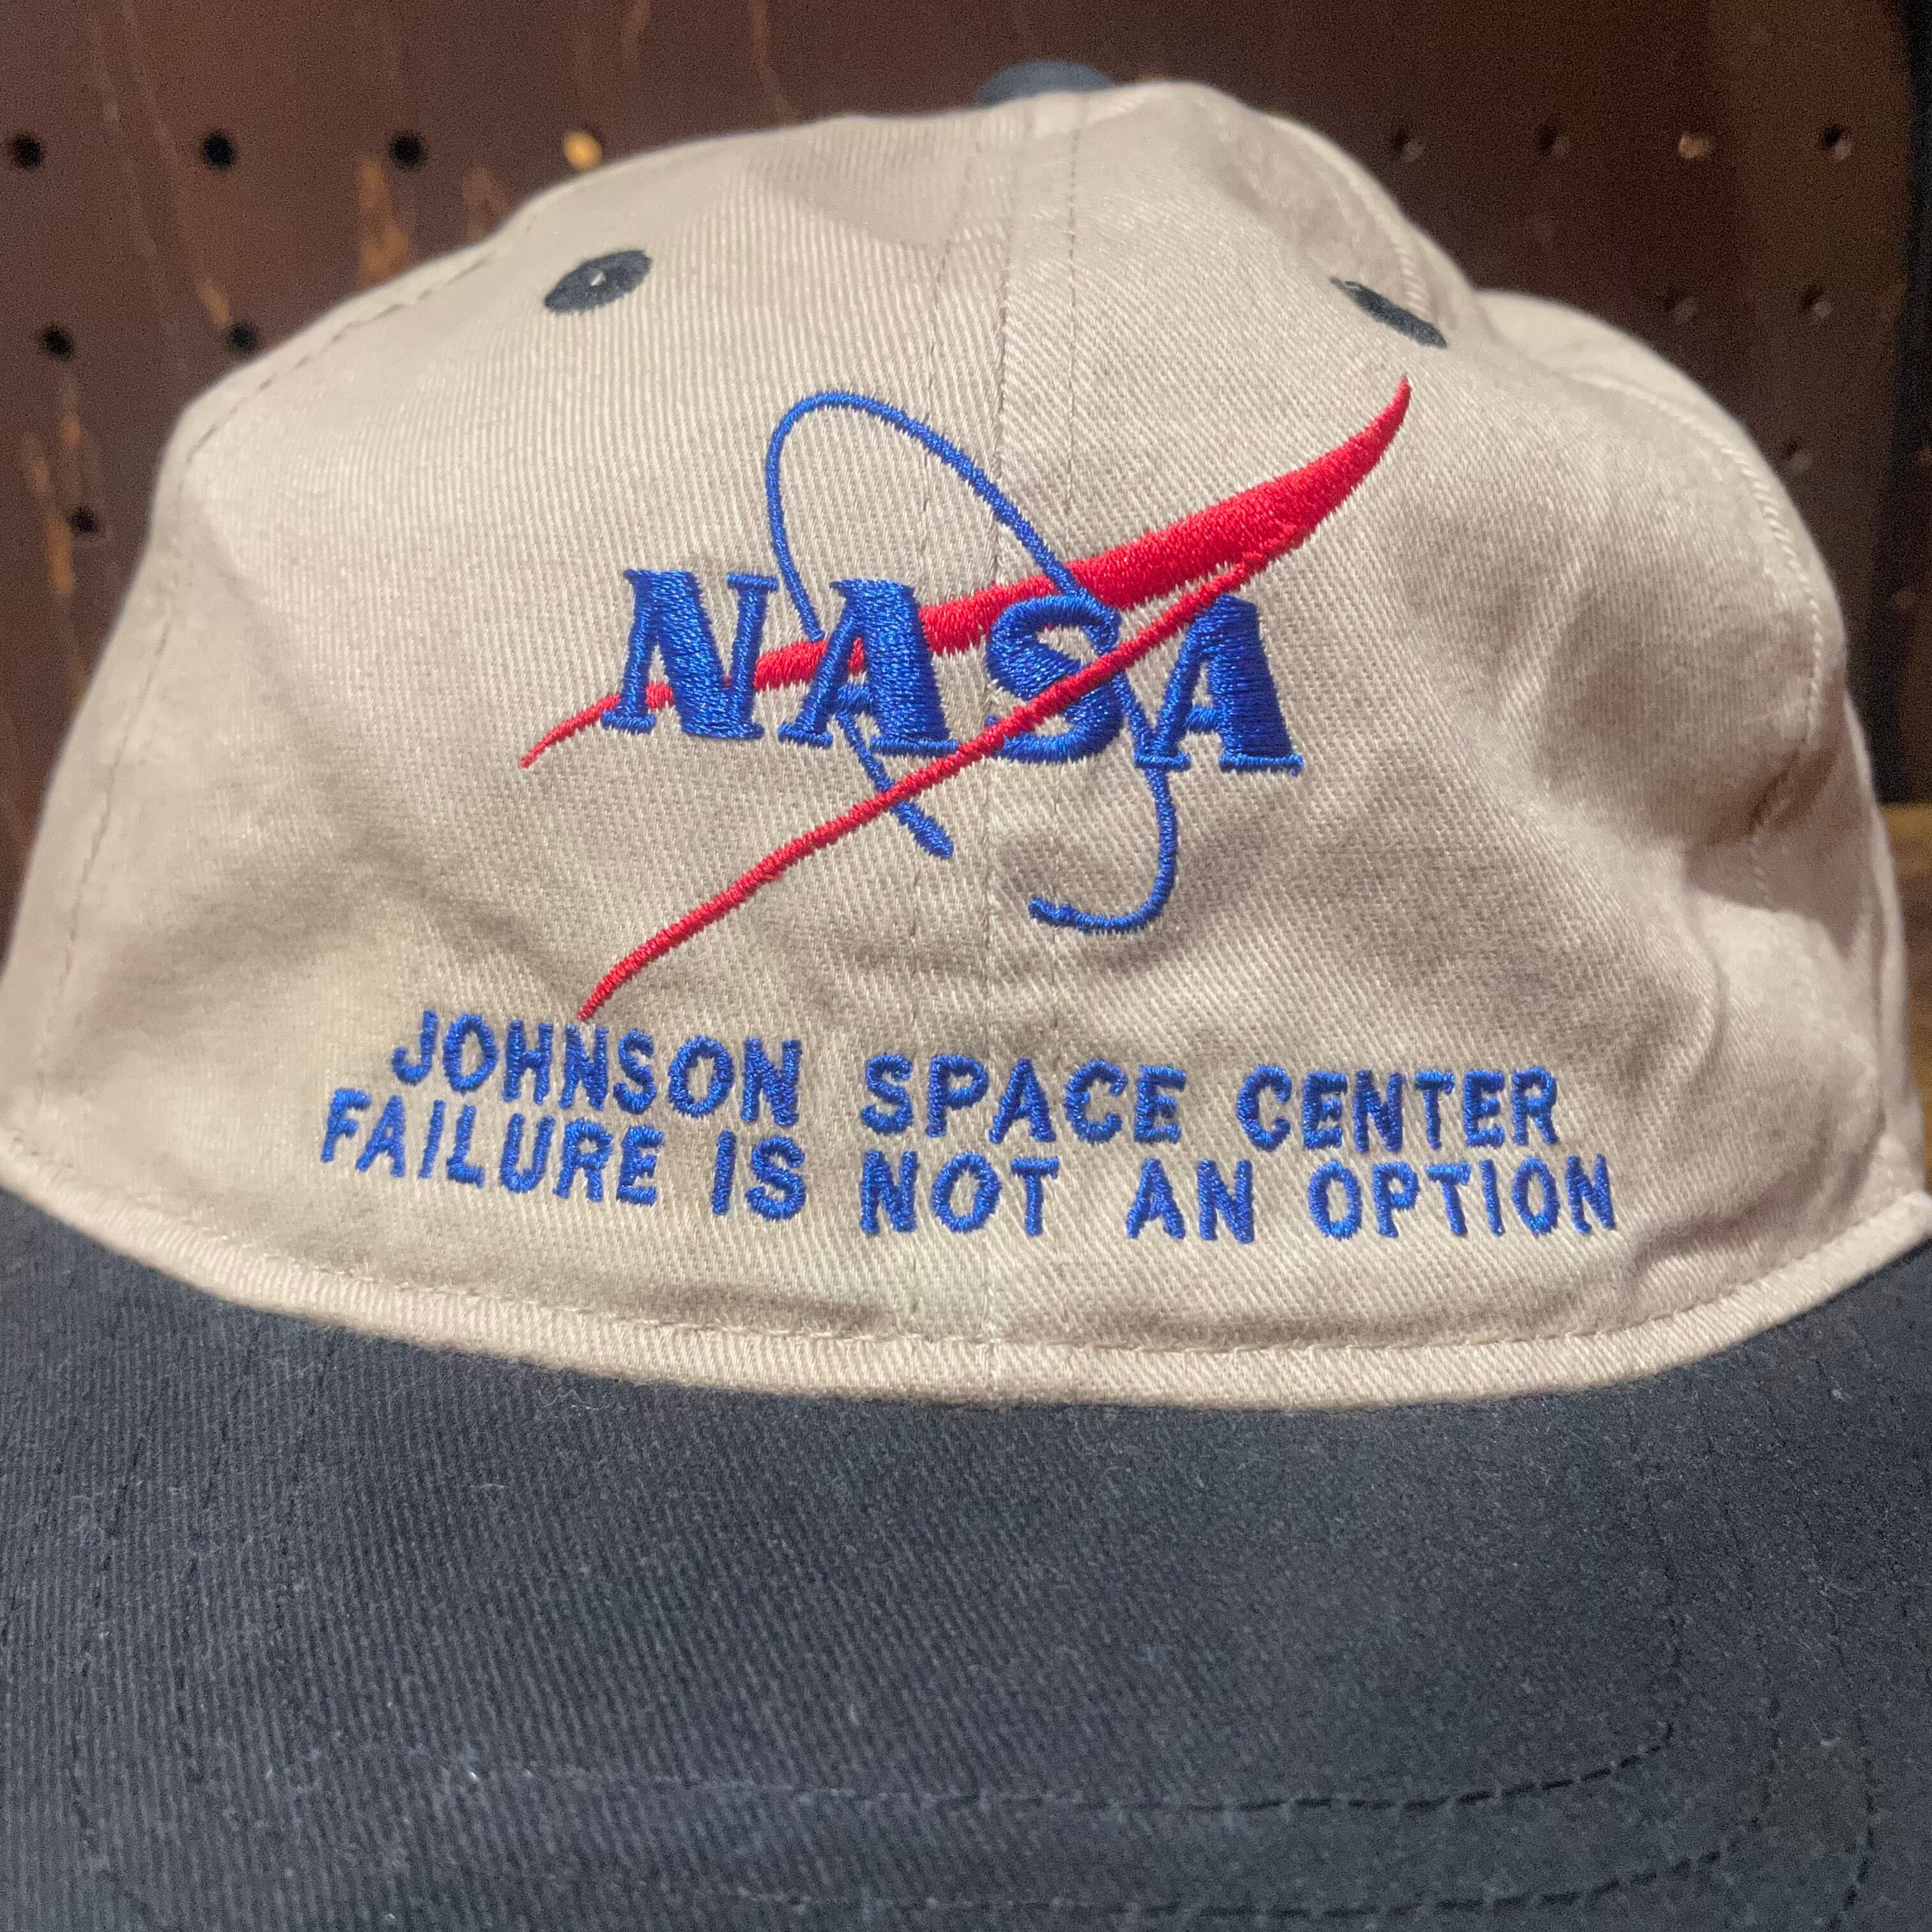 NASA
JOHNSON SPACE CENTER
FAILURE IS NOT AN OPTION